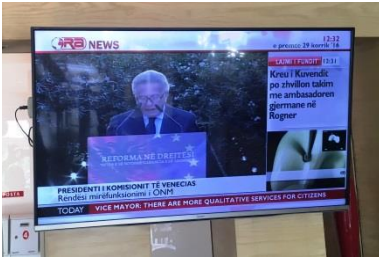 ORA NEWS
12:32
e premte 29 korrik '16
LAJMI I FUNDIT 12:31
Kreu i Kuvendit
po zhvillon takim
me ambasadoren
gjermane në
Rogner
REFORMA NË DREJTËSI
PRESIDENTI I KOMISIONIT TË VENECIAS
Rendësi mirëfunksionimi i ONM
TODAY VICE MAYOR: THERE ARE MORE QUALITATIVE SERVICES FOR CITIZENS